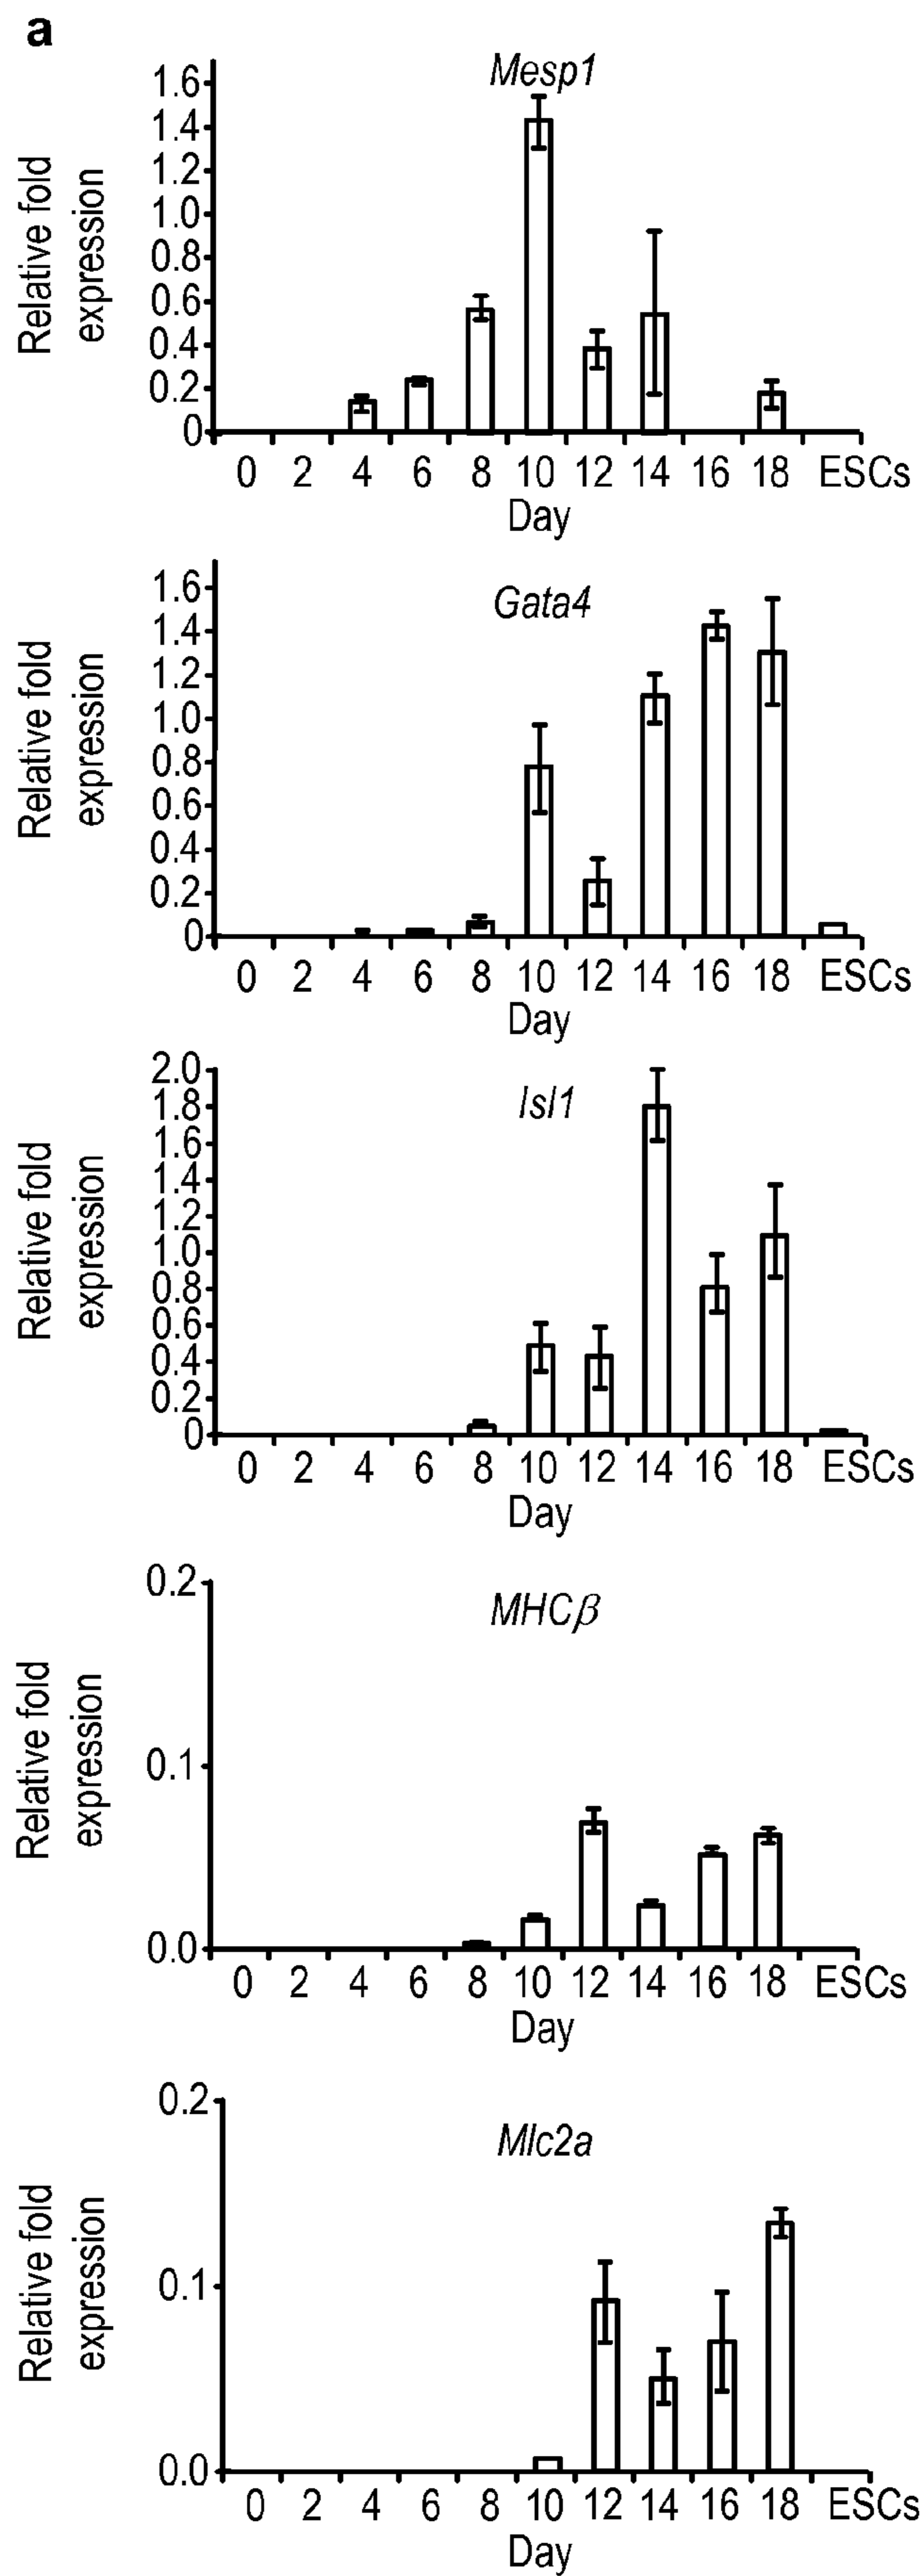 a
Mesp1
Relative fold
expression
1.6
1.4
1.2
1.0
0.8
0.6
0.4
0.2
0
0 2 4 6 8 10 12 14 16 18 ESCs
Day
Gata4
Relative fold
expression
1.6
1.4
1.2
1.0
0.8
0.6
0.4
0.2
0
0 2 4 6 8 10 12 14 16 18 ESCs
Day
Isl1
Relative fold
expression
2.0
1.8
1.6
1.4
1.2
1.0
0.8
0.6
0.4
0.2
0
0 2 4 6 8 10 12 14 16 18 ESCs
Day
MHCβ
Relative fold
expression
0.2
0.1
0.0
0 2 4 6 8 10 12 14 16 18 ESCs
Day
Mlc2a
Relative fold
expression
0.2
0.1
0.0
0 2 4 6 8 10 12 14 16 18 ESCs
Day